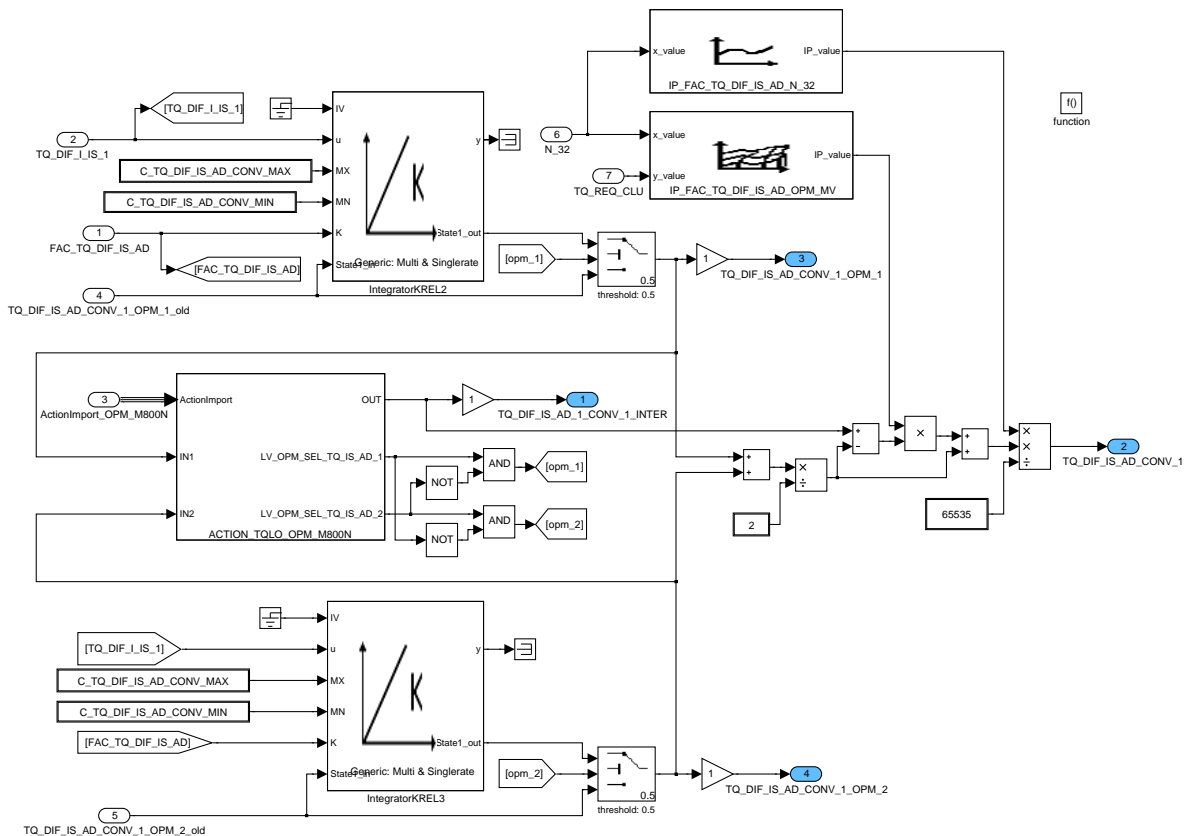 x_value
IP_value
IP_FAC_TQ_DIF_IS_AD_N_32
f()
function
[TQ_DIF_I_IS_1]
2
TQ_DIF_I_IS_1
C_TQ_DIF_IS_AD_CONV_MAX
C_TQ_DIF_IS_AD_CONV_MIN
1
FAC_TQ_DIF_IS_AD
[FAC_TQ_DIF_IS_AD]
4
TQ_DIF_IS_AD_CONV_1_OPM_1_old
IV
u
MX
MN
K
State1_in
y
K
State1_out
Generic: Multi & Singlerate
IntegratorKREL2
6
N_32
7
TQ_REQ_CLU
x_value
y_value
IP_value
IP_FAC_TQ_DIF_IS_AD_OPM_MV
[opm_1]
0.5
threshold: 0.5
1
3
TQ_DIF_IS_AD_CONV_1_OPM_1
3
ActionImport_OPM_M800N
ActionImport
OUT
IN1
LV_OPM_SEL_TQ_IS_AD_1
IN2
LV_OPM_SEL_TQ_IS_AD_2
ACTION_TQLO_OPM_M800N
1
1
TQ_DIF_IS_AD_1_CONV_1_INTER
NOT
AND
[opm_1]
NOT
AND
[opm_2]
+
+
2
×
÷
+
−
×
+
+
65535
×
×
÷
2
TQ_DIF_IS_AD_CONV_1
[TQ_DIF_I_IS_1]
C_TQ_DIF_IS_AD_CONV_MAX
C_TQ_DIF_IS_AD_CONV_MIN
[FAC_TQ_DIF_IS_AD]
5
TQ_DIF_IS_AD_CONV_1_OPM_2_old
IV
u
MX
MN
K
State1_in
y
K
State1_out
Generic: Multi & Singlerate
IntegratorKREL3
[opm_2]
0.5
threshold: 0.5
1
4
TQ_DIF_IS_AD_CONV_1_OPM_2